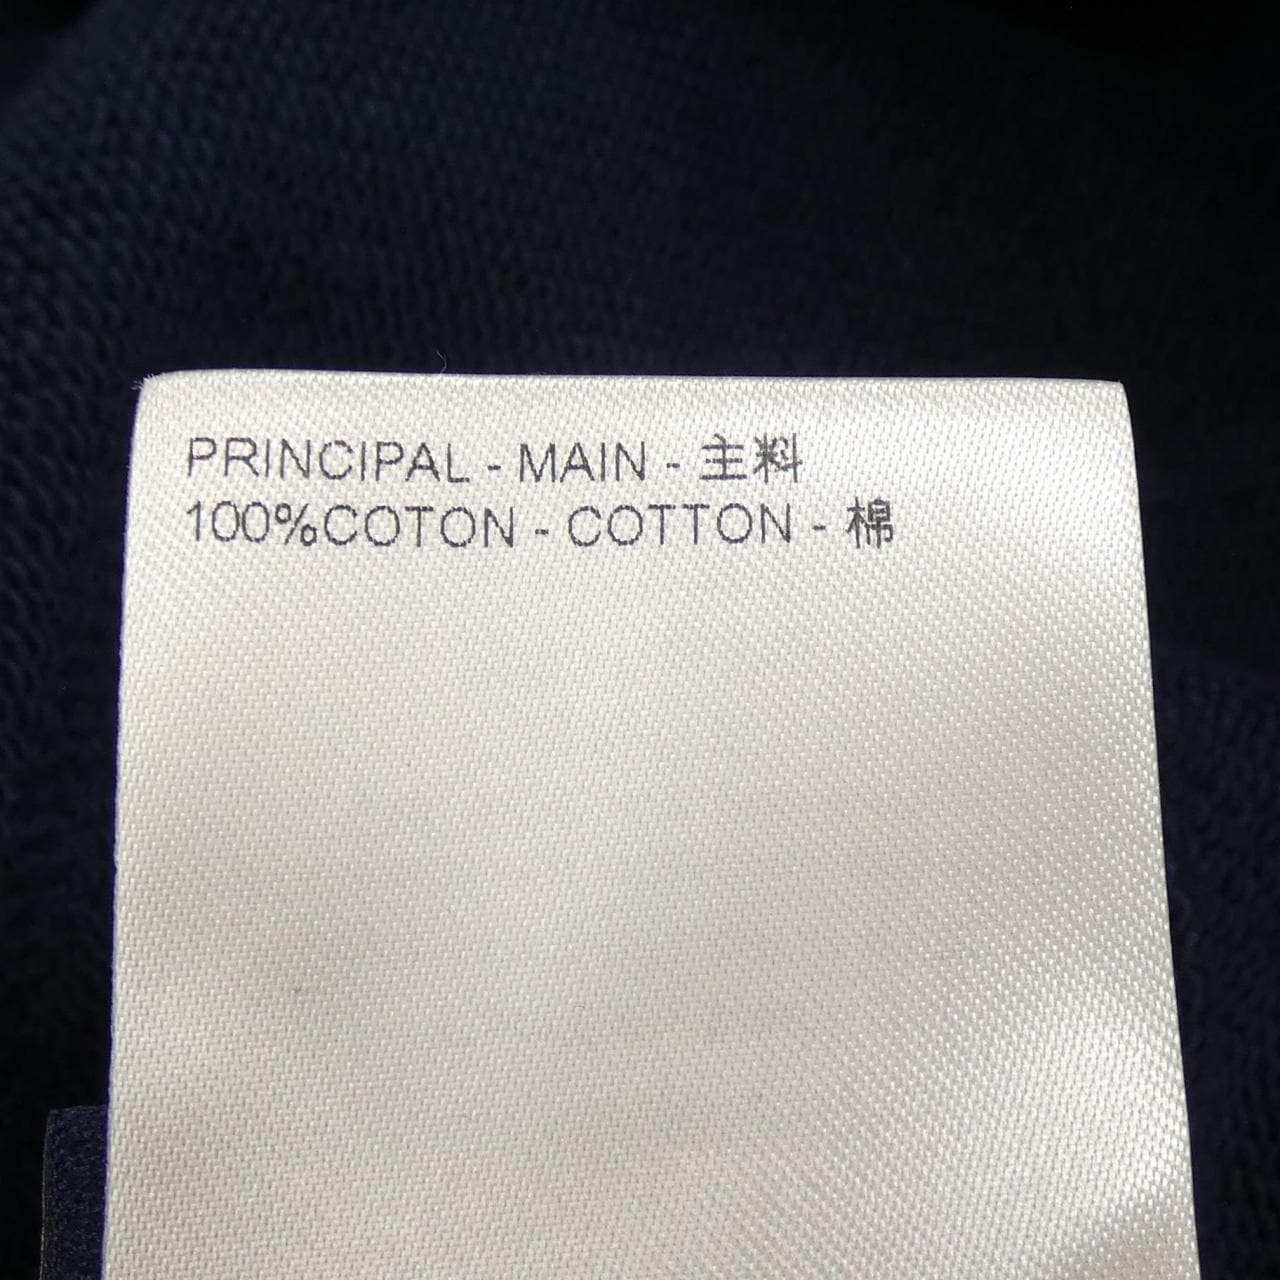 PRINCIPAL - MAIN - 主料
100%COTON - COTTON - 棉